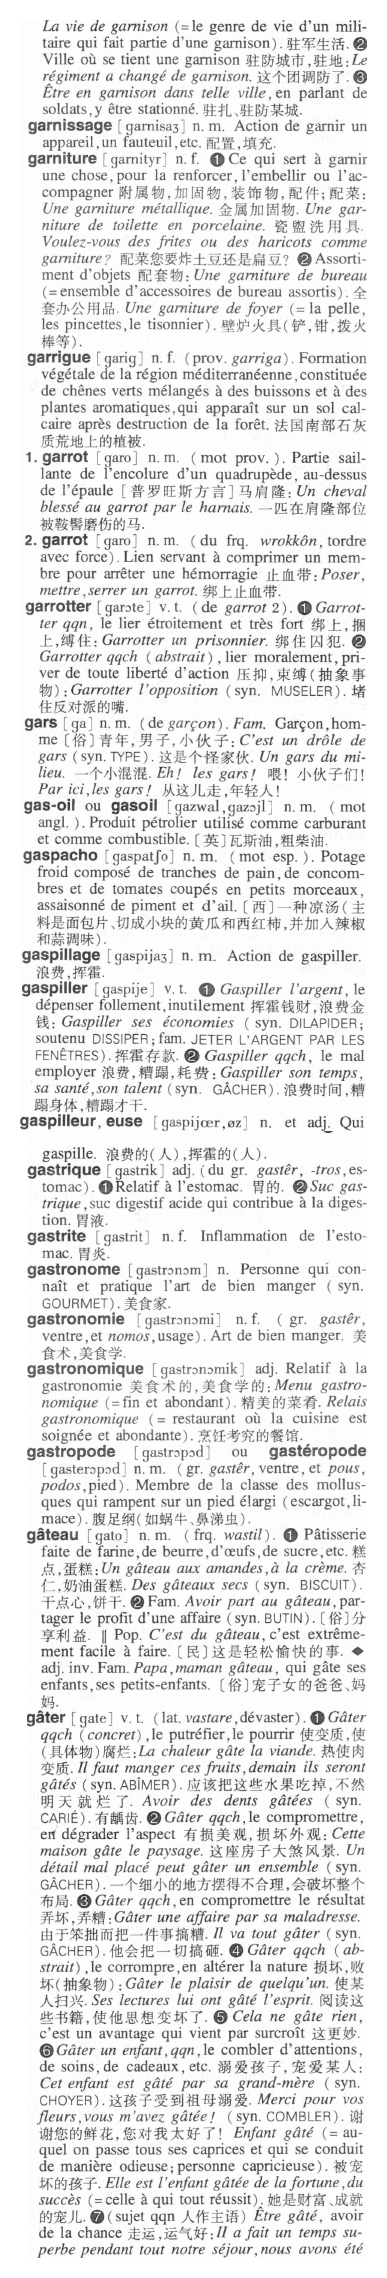 La vie de garnison (=le genre de vie d'un mili-
taire qui fait partie d'une garnison). 驻军生活. ❷
Ville où se tient une garnison 驻防城市,驻地: Le
régiment a changé de garnison. 这个团调防了. ❸
Être en garnison dans telle ville, en parlant de
soldats, y être stationné. 驻扎、驻防某城.
garnissage [garnisaʒ] n. m. Action de garnir un
appareil, un fauteuil, etc. 配置,填充.
garniture [garnityr] n. f. ❶ Ce qui sert à garnir
une chose, pour la renforcer, l'embellir ou l'ac-
compagner 附属物,加固物,装饰物,配件; 配菜:
Une garniture métallique. 金属加固物. Une gar-
niture de toilette en porcelaine. 瓷盥洗用具.
Voulez-vous des frites ou des haricots comme
garniture? 配菜您要炸土豆还是扁豆? ❷ Assorti-
ment d'objets 配套物: Une garniture de bureau
(=ensemble d'accessoires de bureau assortis). 全
套办公用品. Une garniture de foyer (= la pelle,
les pincettes, le tisonnier). 壁炉火具(铲,钳,拨火
棒等).
garrigue [garig] n. f. (prov. garriga). Formation
végétale de la région méditerranéenne, constituée
de chênes verts mélangés à des buissons et à des
plantes aromatiques, qui apparaît sur un sol cal-
caire après destruction de la forêt. 法国南部石灰
质荒地上的植被.
1. garrot [garo] n. m. (mot prov.). Partie sail-
lante de l'encolure d'un quadrupède, au-dessus
de l'épaule [普罗旺斯方言]马肩隆: Un cheval
blessé au garrot par le harnais. 一匹在肩隆部位
被鞍鞯磨伤的马.
2. garrot [garo] n. m. (du frq. wrokkôn, tordre
avec force). Lien servant à comprimer un mem-
bre pour arrêter une hémorragie 止血带: Poser,
mettre, serrer un garrot. 绑上止血带.
garrotter [garɔte] v. t. (de garrot 2). ❶ Garrot-
ter qqn, le lier étroitement et très fort 绑上,捆
上,缚住: Garrotter un prisonnier. 绑住囚犯. ❷
Garrotter qqch (abstrait), lier moralement, pri-
ver de toute liberté d'action 压抑,束缚(抽象事
物): Garrotter l'opposition (syn. MUSELER). 堵
住反对派的嘴.
gars [ga] n. m. (de garçon). Fam. Garçon, hom-
me [俗]青年,男子,小伙子: C'est un drôle de
gars (syn. TYPE). 这是个怪家伙. Un gars du mi-
lieu. 一个小混混. Eh! les gars! 喂! 小伙子们!
Par ici, les gars! 从这儿走,年轻人!
gas-oil ou gasoil [gazwal, gazɔjl] n. m. (mot
angl.). Produit pétrolier utilisé comme carburant
et comme combustible. [英]瓦斯油,粗柴油.
gaspacho [gaspatʃo] n. m. (mot esp.). Potage
froid composé de tranches de pain, de concom-
bres et de tomates coupés en petits morceaux,
assaisonné de piment et d'ail. [西]一种凉汤(主
料是面包片、切成小块的黄瓜和西红柿,并加入辣椒
和蒜调味).
gaspillage [gaspijaʒ] n. m. Action de gaspiller.
浪费,挥霍.
gaspiller [gaspije] v. t. ❶ Gaspiller l'argent, le
dépenser follement, inutilement 挥霍钱财,浪费金
钱: Gaspiller ses économies (syn. DILAPIDER;
soutenu DISSIPER; fam. JETER L'ARGENT PAR LES
FENÊTRES). 挥霍存款. ❷ Gaspiller qqch, le mal
employer 浪费,糟蹋,耗费: Gaspiller son temps,
sa santé, son talent (syn. GÂCHER). 浪费时间,糟
蹋身体,糟蹋才干.
gaspilleur, euse [gaspijœr, øz] n. et adj. Qui
gaspille. 浪费的(人),挥霍的(人).
gastrique [gastrik] adj. (du gr. gastêr, -tros, es-
tomac). ❶ Relatif à l'estomac. 胃的. ❷ Suc gas-
trique, suc digestif acide qui contribue à la diges-
tion. 胃液.
gastrite [gastrit] n. f. Inflammation de l'esto-
mac. 胃炎.
gastronome [gastrɔnɔm] n. Personne qui con-
naît et pratique l'art de bien manger (syn.
GOURMET). 美食家.
gastronomie [gastrɔnɔmi] n. f. (gr. gastêr,
ventre, et nomos, usage). Art de bien manger. 美
食术,美食学.
gastronomique [gastrɔnɔmik] adj. Relatif à la
gastronomie 美食术的,美食学的: Menu gastro-
nomique (=fin et abondant). 精美的菜肴. Relais
gastronomique (= restaurant où la cuisine est
soignée et abondante). 烹饪考究的餐馆.
gastropode [gastrɔpɔd] ou gastéropode
[gasterɔpɔd] n. m. (gr. gastêr, ventre, et pous,
podos, pied). Membre de la classe des mollus-
ques qui rampent sur un pied élargi (escargot, li-
mace). 腹足纲(如蜗牛、鼻涕虫).
gâteau [gato] n. m. (frq. wastil). ❶ Pâtisserie
faite de farine, de beurre, d'œufs, de sucre, etc. 糕
点,蛋糕: Un gâteau aux amandes, à la crème. 杏
仁,奶油蛋糕. Des gâteaux secs (syn. BISCUIT).
干点心,饼干. ❷ Fam. Avoir part au gâteau, par-
tager le profit d'une affaire (syn. BUTIN). [俗]分
享利益. ‖ Pop. C'est du gâteau, c'est extrême-
ment facile à faire. [民]这是轻松愉快的事. ◆
adj. inv. Fam. Papa, maman gâteau, qui gâte ses
enfants, ses petits-enfants. [俗]宠子女的爸爸、妈
妈.
gâter [gate] v. t. (lat. vastare, dévaster). ❶ Gâter
qqch (concret), le putréfier, le pourrir 使变质,使
(具体物)腐烂: La chaleur gâte la viande. 热使肉
变质. Il faut manger ces fruits, demain ils seront
gâtés (syn. ABÎMER). 应该把这些水果吃掉,不然
明天就烂了. Avoir des dents gâtées (syn.
CARIÉ). 有龋齿. ❷ Gâter qqch, le compromettre,
en dégrader l'aspect 有损美观,损坏外观: Cette
maison gâte le paysage. 这座房子大煞风景. Un
détail mal placé peut gâter un ensemble (syn.
GÂCHER). 一个细小的地方摆得不合理,会破坏整个
布局. ❸ Gâter qqch, en compromettre le résultat
弄坏,弄糟: Gâter une affaire par sa maladresse.
由于笨拙而把一件事搞糟. Il va tout gâter (syn.
GÂCHER). 他会把一切搞砸. ❹ Gâter qqch (ab-
strait), le corrompre, en altérer la nature 损坏,败
坏(抽象物): Gâter le plaisir de quelqu'un. 使某
人扫兴. Ses lectures lui ont gâté l'esprit. 阅读这
些书籍,使他思想变坏了. ❺ Cela ne gâte rien,
c'est un avantage qui vient par surcroît 这更妙.
❻ Gâter un enfant, qqn, le combler d'attentions,
de soins, de cadeaux, etc. 溺爱孩子,宠爱某人:
Cet enfant est gâté par sa grand-mère (syn.
CHOYER). 这孩子受到祖母溺爱. Merci pour vos
fleurs, vous m'avez gâtée! (syn. COMBLER). 谢
谢您的鲜花,您对我太好了! Enfant gâté (= au-
quel on passe tous ses caprices et qui se conduit
de manière odieuse; personne capricieuse). 被宠
坏的孩子. Elle est l'enfant gâtée de la fortune, du
succès (=celle à qui tout réussit). 她是财富、成就
的宠儿. ❼ (sujet qqn 人作主语) Être gâté, avoir
de la chance 走运,运气好: Il a fait un temps su-
perbe pendant tout notre séjour, nous avons été